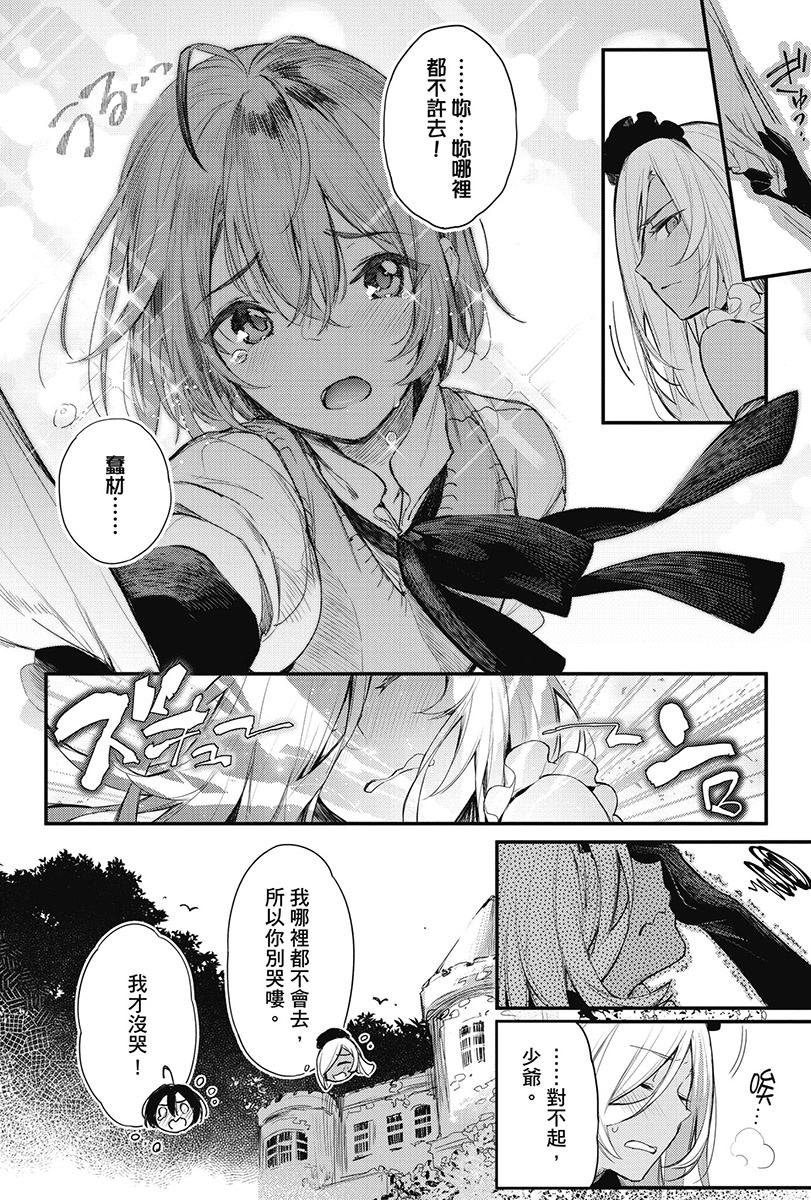 ぎゅっ
……妳…妳哪裡
都不許去！
うるる…
蠢材……
ズギュー
唉…
……對不起，
少爺。
我哪裡都不會去，
所以你別哭嘍。
我才沒哭！